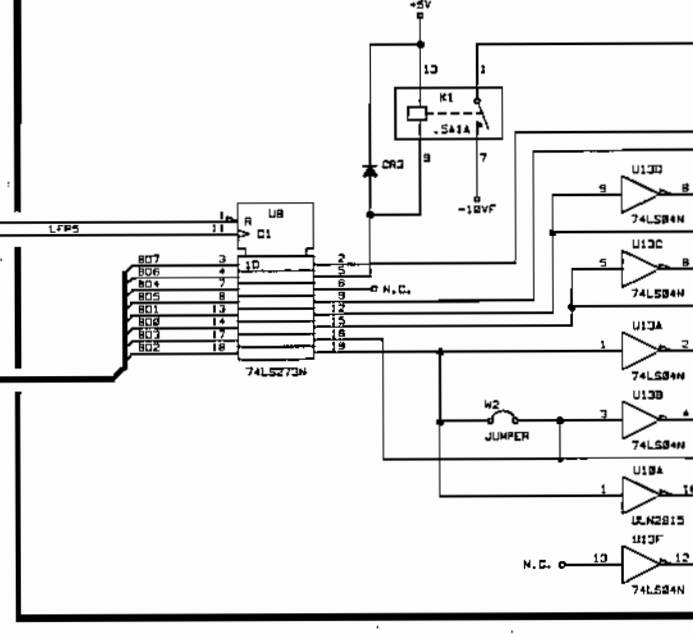 +5V
13 1
K1
.5A1A
9 7
CR3
-18VF
1 R U8
11 C1
LFP5
BD7 3 1D 2
BD6 4 5
BD4 7 6 N.C.
BD5 8 9
BD1 13 12
BD0 14 15
BD3 17 16
BD2 18 19
74LS273N
U13D
9 8
74LS04N
U13C
5 8
74LS04N
U13A
1 2
74LS04N
W2
JUMPER
U13B
3 4
74LS04N
U18A
1
ULN2815
U13F
N.C. 13 12
74LS04N